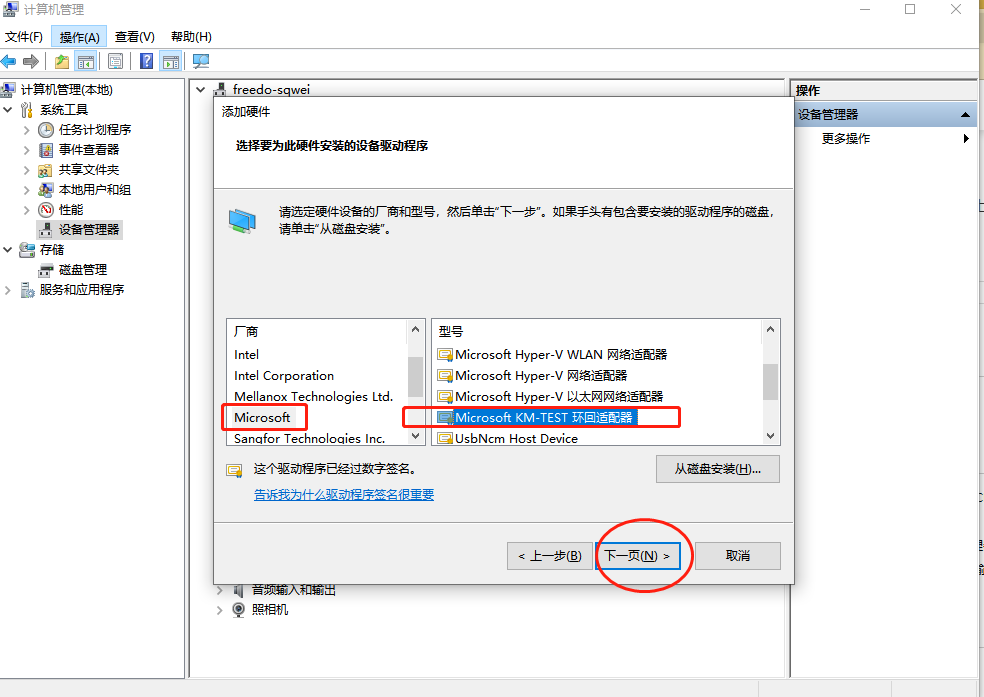 计算机管理
文件(F) 操作(A) 查看(V) 帮助(H)
计算机管理(本地)
系统工具
任务计划程序
事件查看器
共享文件夹
本地用户和组
性能
设备管理器
存储
磁盘管理
服务和应用程序
freedo-sqwei
添加硬件
选择要为此硬件安装的设备驱动程序
请选定硬件设备的厂商和型号，然后单击“下一步”。如果手头有包含要安装的驱动程序的磁盘，
请单击“从磁盘安装”。
厂商
Intel
Intel Corporation
Mellanox Technologies Ltd.
Microsoft
Sangfor Technologies Inc.
型号
Microsoft Hyper-V WLAN 网络适配器
Microsoft Hyper-V 网络适配器
Microsoft Hyper-V 以太网网络适配器
Microsoft KM-TEST 环回适配器
UsbNcm Host Device
这个驱动程序已经过数字签名。
告诉我为什么驱动程序签名很重要
从磁盘安装(H)...
< 上一步(B)
下一页(N) >
取消
音频输入和输出
照相机
操作
设备管理器
更多操作